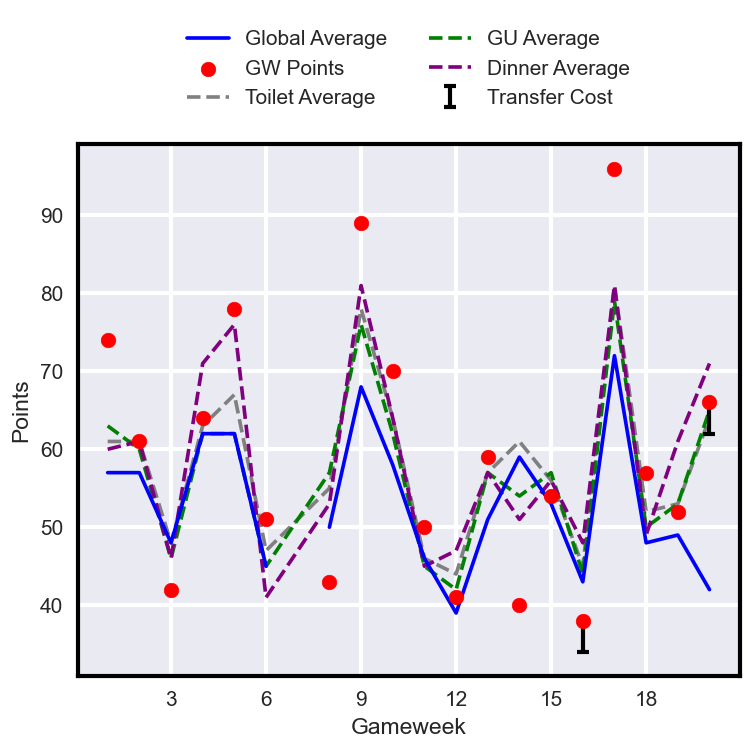 Global Average
GW Points
Toilet Average
GU Average
Dinner Average
Transfer Cost
90
80
70
60
50
40
Points
3 6 9 12 15 18
Gameweek